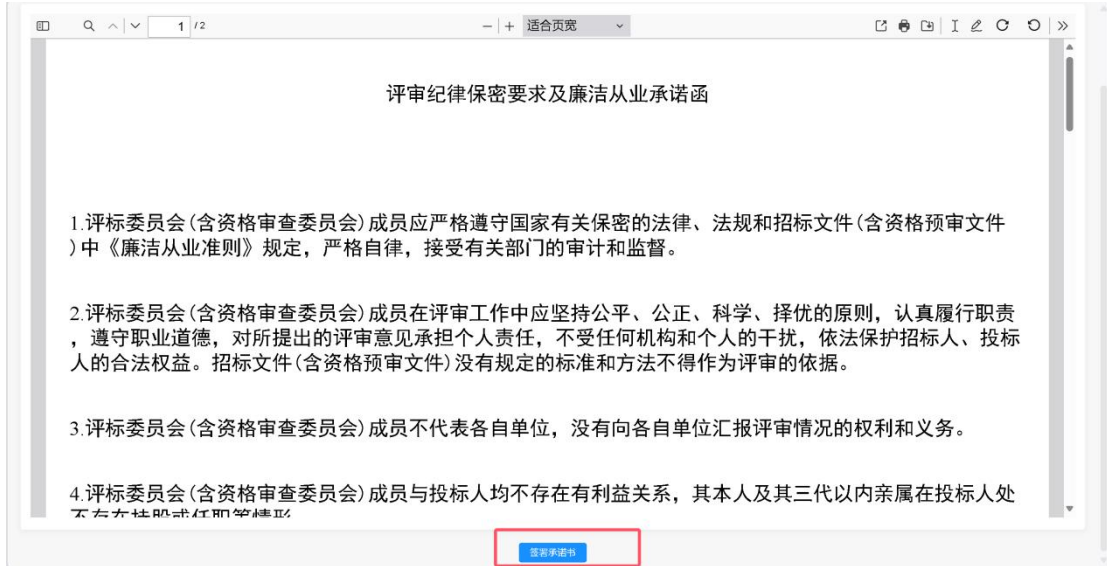 1 /2
适合页宽
评审纪律保密要求及廉洁从业承诺函
1.评标委员会(含资格审查委员会)成员应严格遵守国家有关保密的法律、法规和招标文件(含资格预审文件
)中《廉洁从业准则》规定，严格自律，接受有关部门的审计和监督。
2.评标委员会(含资格审查委员会)成员在评审工作中应坚持公平、公正、科学、择优的原则，认真履行职责
，遵守职业道德，对所提出的评审意见承担个人责任，不受任何机构和个人的干扰，依法保护招标人、投标
人的合法权益。招标文件(含资格预审文件)没有规定的标准和方法不得作为评审的依据。
3.评标委员会(含资格审查委员会)成员不代表各自单位，没有向各自单位汇报评审情况的权利和义务。
4.评标委员会(含资格审查委员会)成员与投标人均不存在有利益关系，其本人及其三代以内亲属在投标人处
不存在持股或任职等情形
签署承诺书